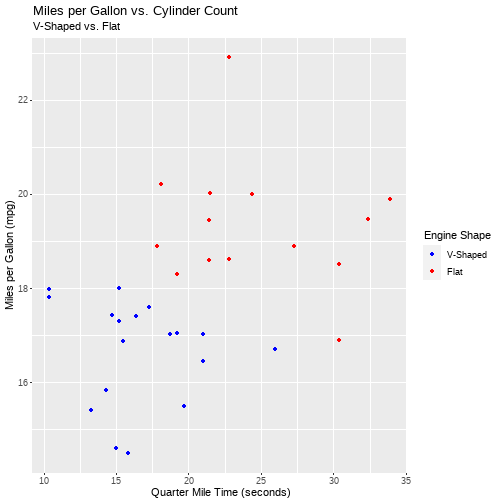 Miles per Gallon vs. Cylinder Count
V-Shaped vs. Flat
22
20
18
16
Miles per Gallon (mpg)
10 15 20 25 30 35
Quarter Mile Time (seconds)
Engine Shape
V-Shaped
Flat